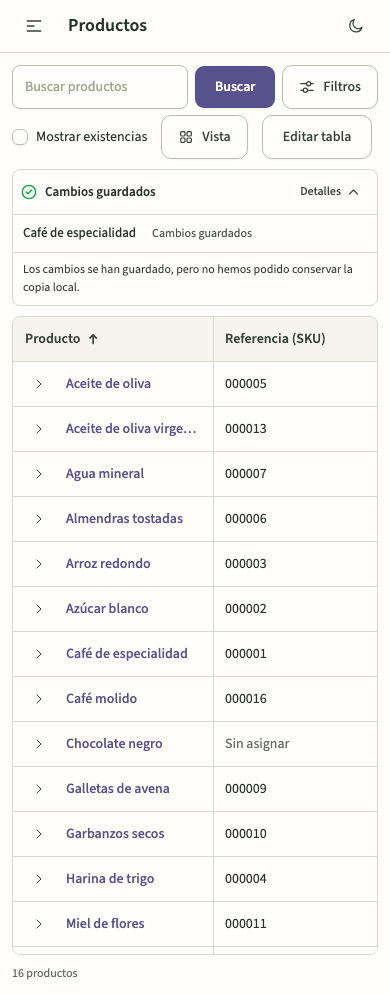 Productos
Buscar productos
Buscar
Filtros
Mostrar existencias
Vista
Editar tabla
Cambios guardados
Detalles
Café de especialidad
Cambios guardados
Los cambios se han guardado, pero no hemos podido conservar la
copia local.
Producto
Referencia (SKU)
Aceite de oliva
000005
Aceite de oliva virge…
000013
Agua mineral
000007
Almendras tostadas
000006
Arroz redondo
000003
Azúcar blanco
000002
Café de especialidad
000001
Café molido
000016
Chocolate negro
Sin asignar
Galletas de avena
000009
Garbanzos secos
000010
Harina de trigo
000004
Miel de flores
000011
16 productos